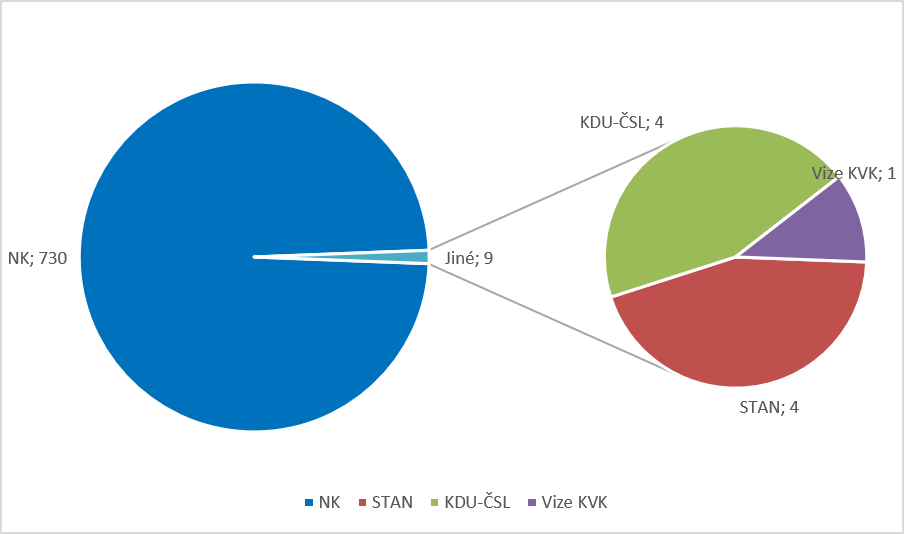 KDU-ČSL; 4
Vize KVK; 1
NK; 730
Jiné; 9
STAN; 4
NK STAN KDU-ČSL Vize KVK